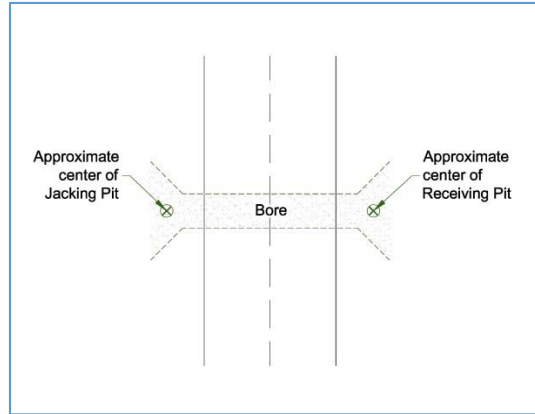 Approximate
center of
Jacking Pit
Bore
Approximate
center of
Receiving Pit